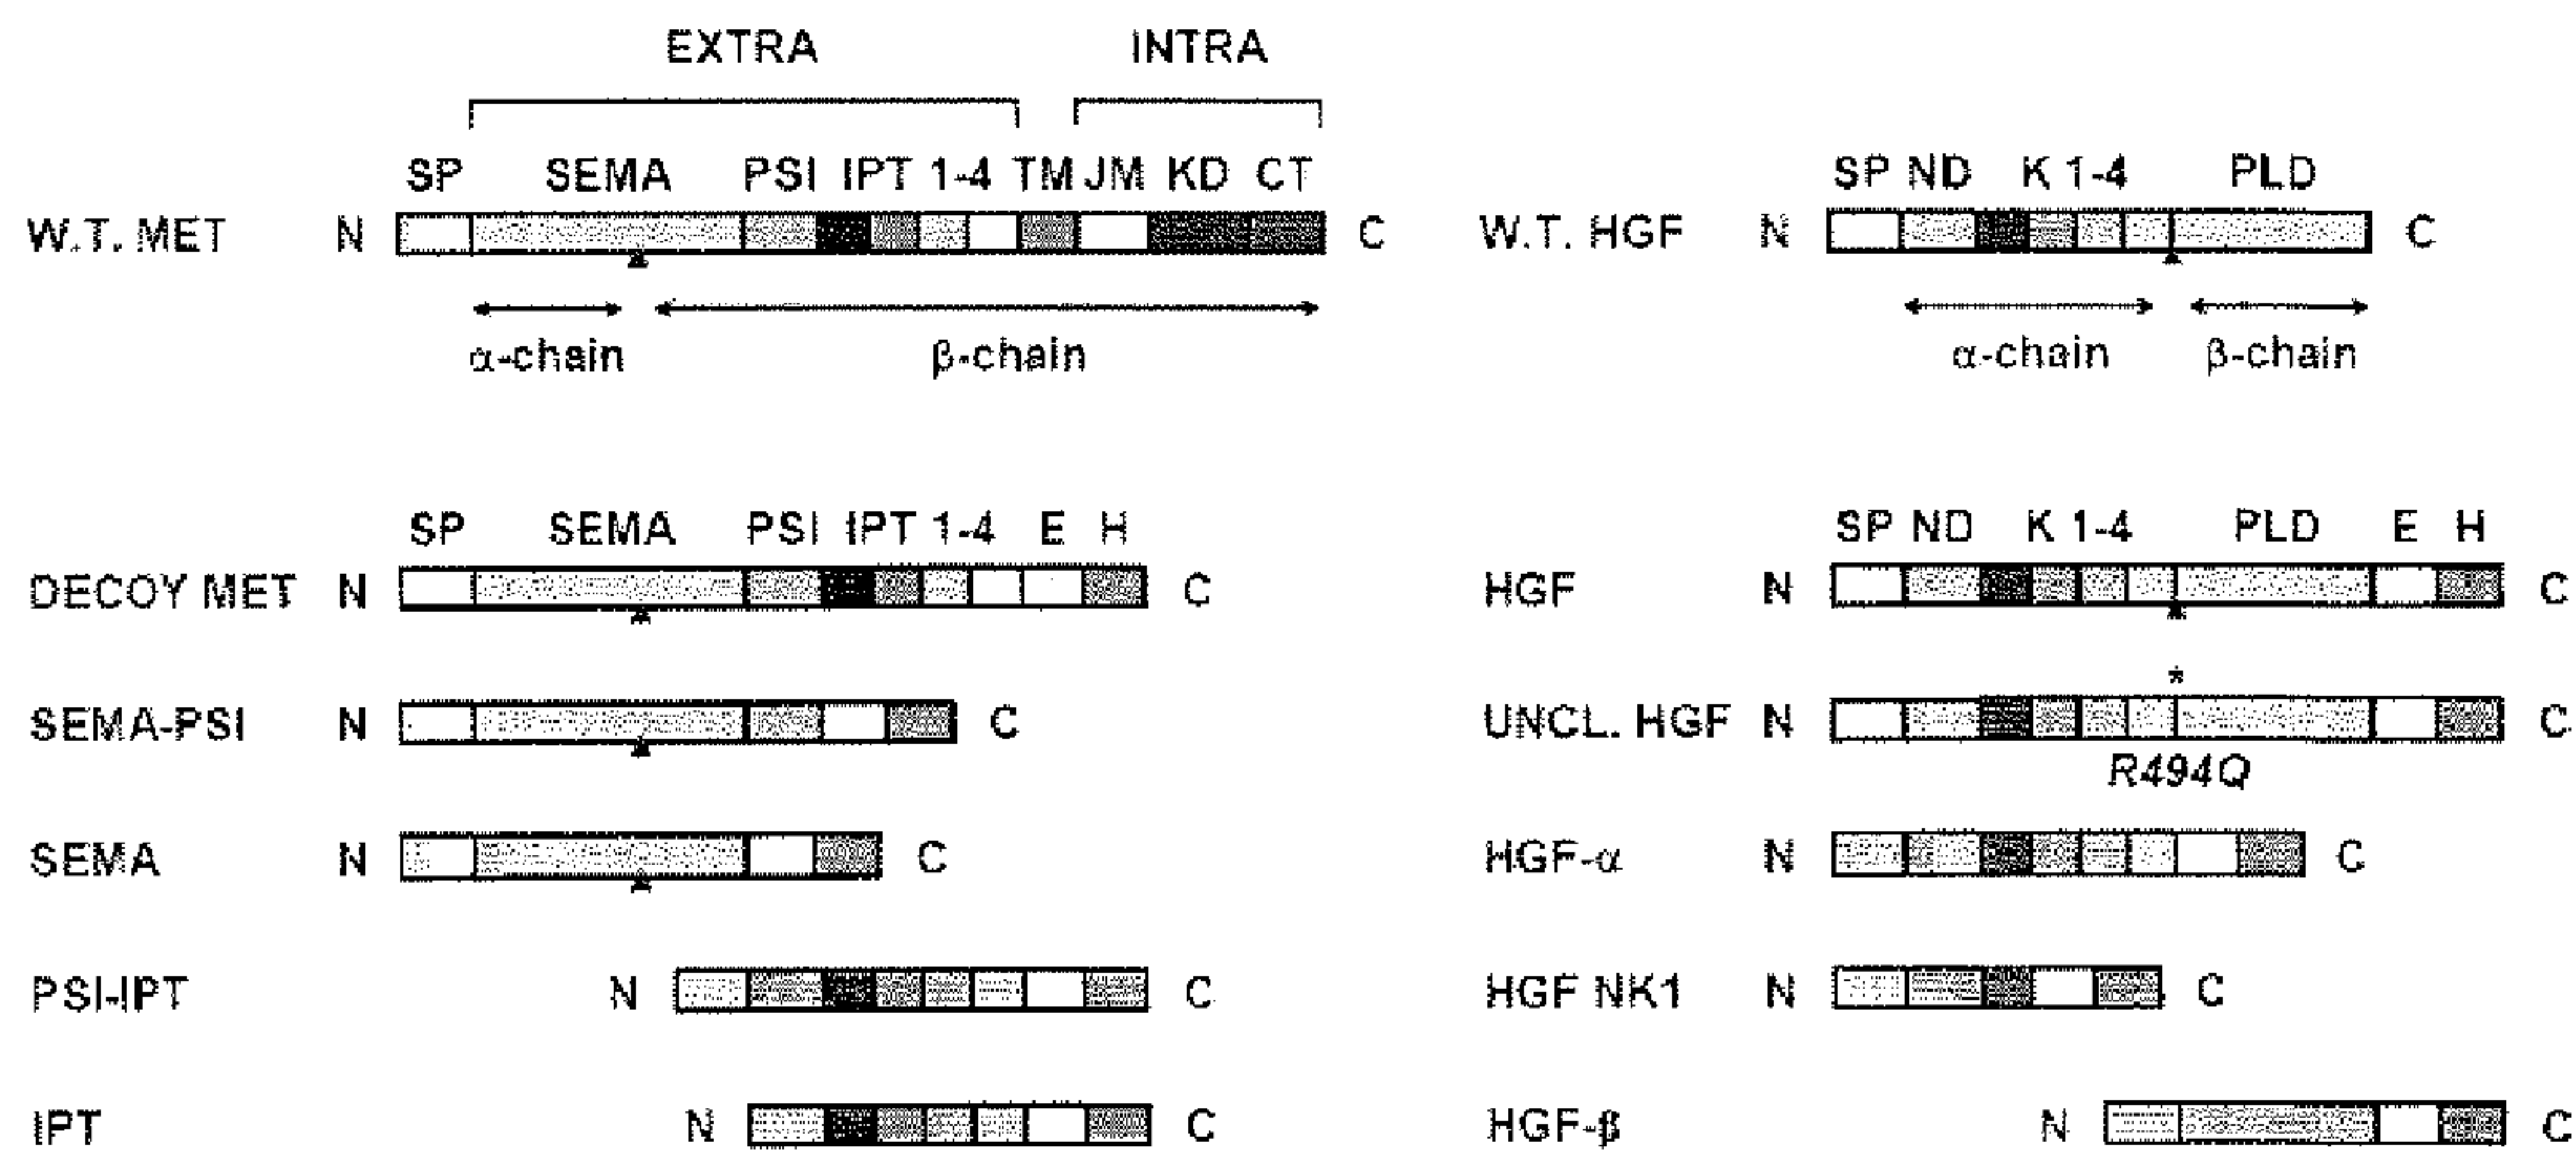 EXTRA INTRA
SP SEMA PSI IPT 1-4 TM JM KD CT
W.T. MET N C
α-chain β-chain
SP ND K 1-4 PLD
W.T. HGF N C
α-chain β-chain
SP SEMA PSI IPT 1-4 E H
DECOY MET N C
SEMA-PSI N C
SEMA N C
PSI-IPT N C
IPT N C
SP ND K 1-4 PLD E H
HGF N C
*
UNCL. HGF N C
R494Q
HGF-α N C
HGF NK1 N C
HGF-β N C